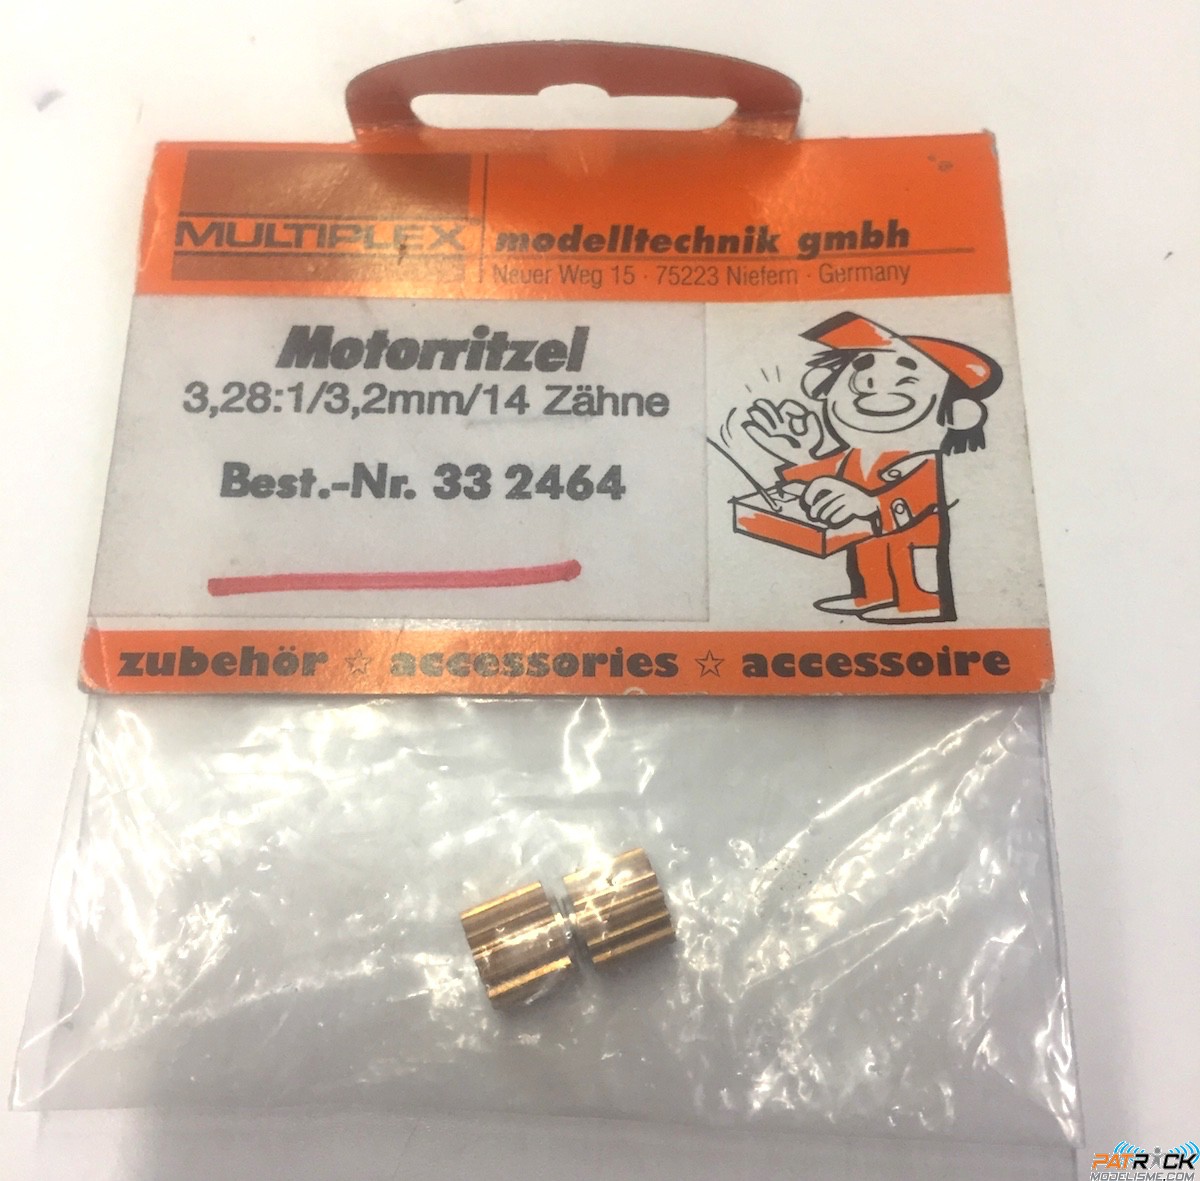 MULTIPLEX
modelltechnik gmbh
Neuer Weg 15 · 75223 Niefern · Germany
Motorritzel
3,28:1/3,2mm/14 Zähne
Best.-Nr. 33 2464
zubehör ☆ accessories ☆ accessoire
PATRICK
MODELISME.COM